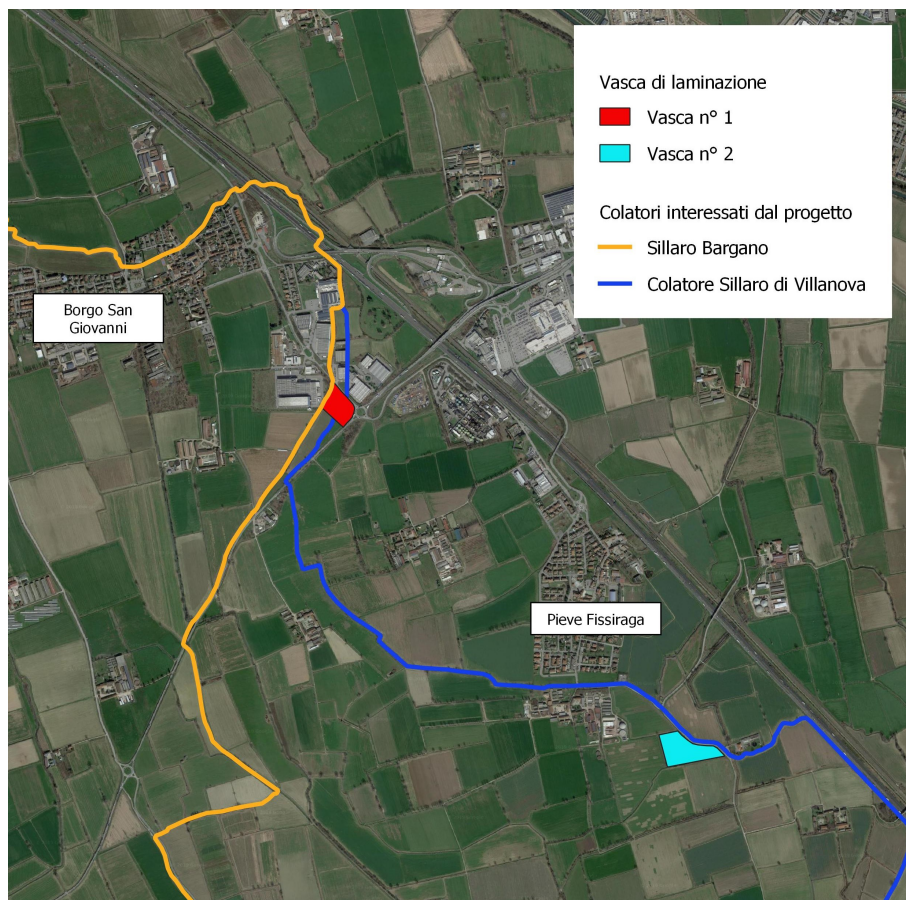 Vasca di laminazione
Vasca n° 1
Vasca n° 2
Colatori interessati dal progetto
Sillaro Bargano
Colatore Sillaro di Villanova
Borgo San
Giovanni
Pieve Fissiraga